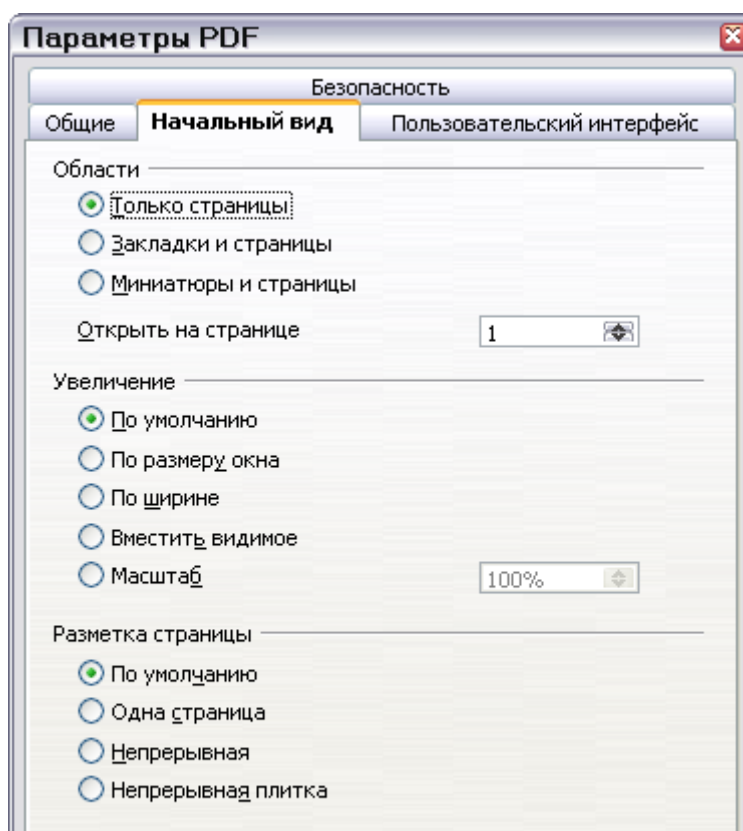 Параметры PDF
Безопасность
Общие Начальный вид Пользовательский интерфейс
Области
Только страницы
Закладки и страницы
Миниатюры и страницы
Открыть на странице 1
Увеличение
По умолчанию
По размеру окна
По ширине
Вместить видимое
Масштаб 100%
Разметка страницы
По умолчанию
Одна страница
Непрерывная
Непрерывная плитка